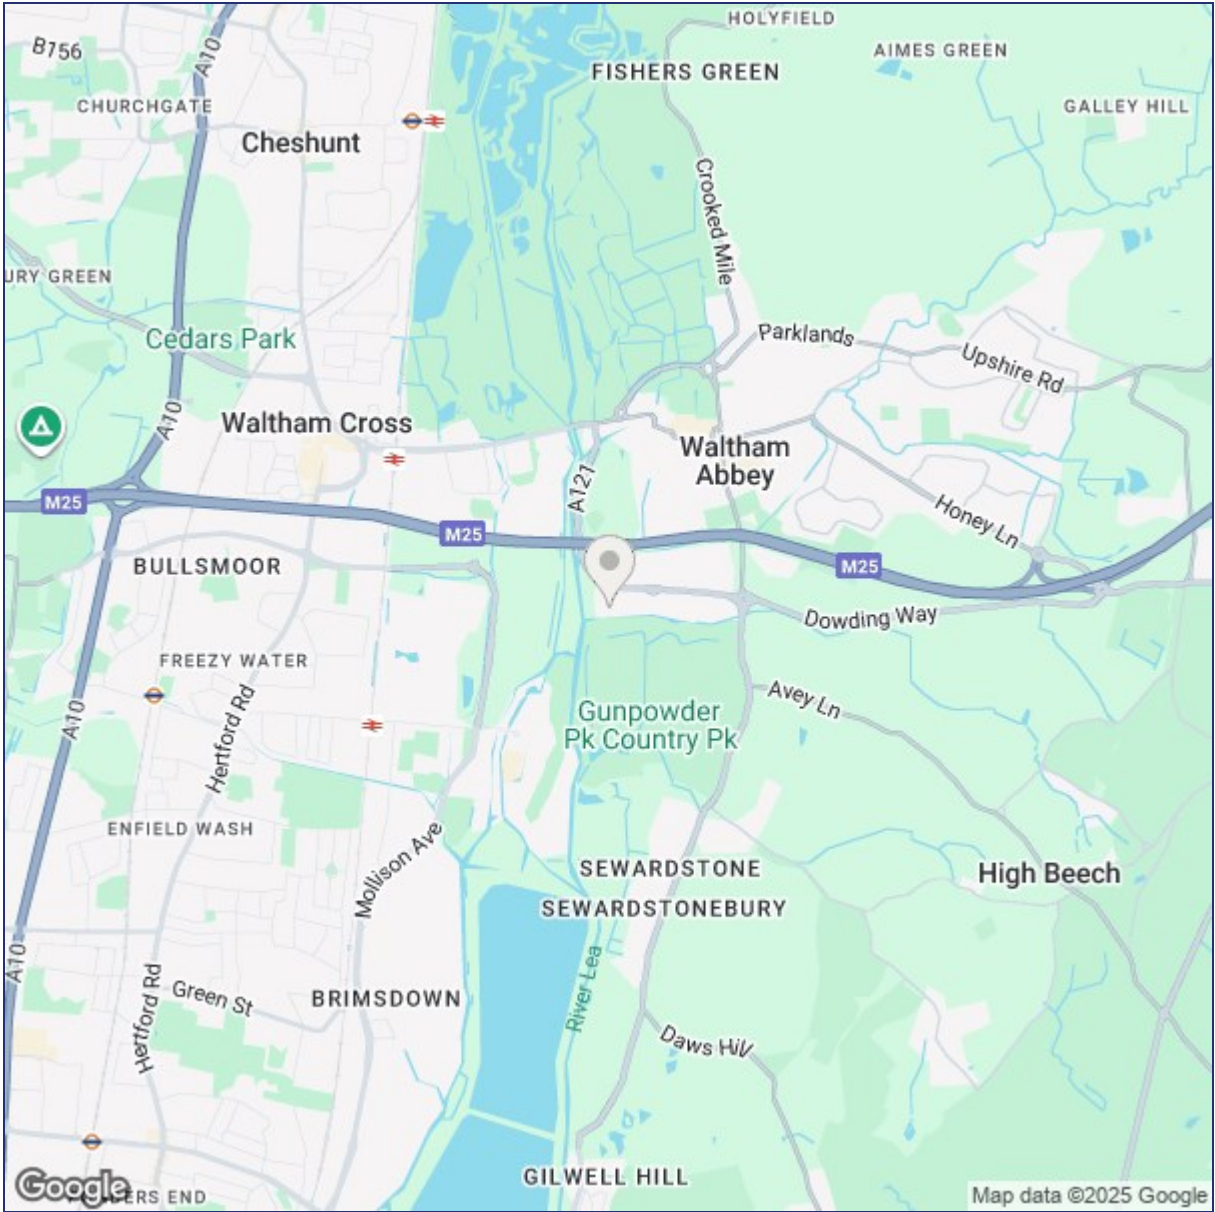 HOLYFIELD
B156
A10
AIMES GREEN
FISHERS GREEN
CHURCHGATE
GALLEY HILL
Cheshunt
Crooked Mile
URY GREEN
Cedars Park
Parklands
Upshire Rd
A10
Waltham Cross
Waltham
Abbey
A121
M25
Honey Ln
M25
BULLSMOOR
M25
Dowding Way
FREEZY WATER
Hertford Rd
A10
Avey Ln
Gunpowder
Pk Country Pk
ENFIELD WASH
Mollison Ave
SEWARDSTONE
High Beech
SEWARDSTONEBURY
A10
River Lea
Hertford Rd
Green St
BRIMSDOWN
Daws Hill
GILWELL HILL
Google
ERS END
Map data ©2025 Google